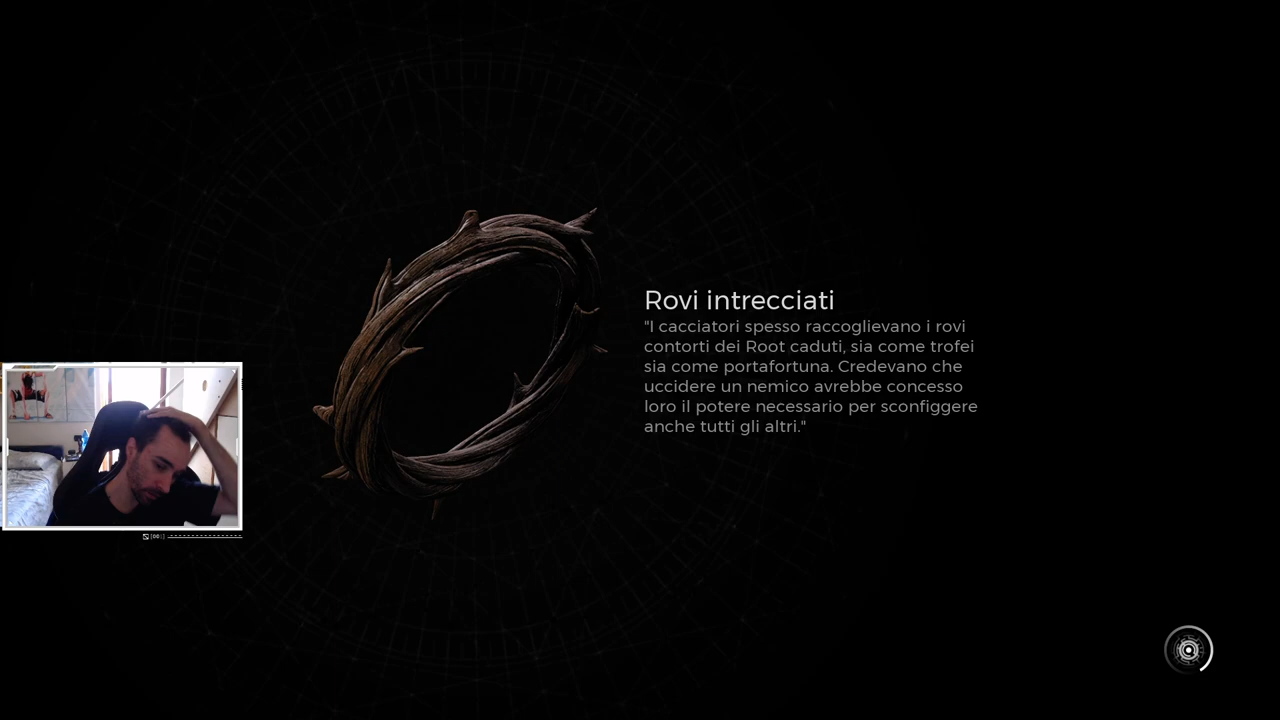 Rovi intrecciati
"I cacciatori spesso raccoglievano i rovi
contorti dei Root caduti, sia come trofei
sia come portafortuna. Credevano che
uccidere un nemico avrebbe concesso
loro il potere necessario per sconfiggere
anche tutti gli altri."